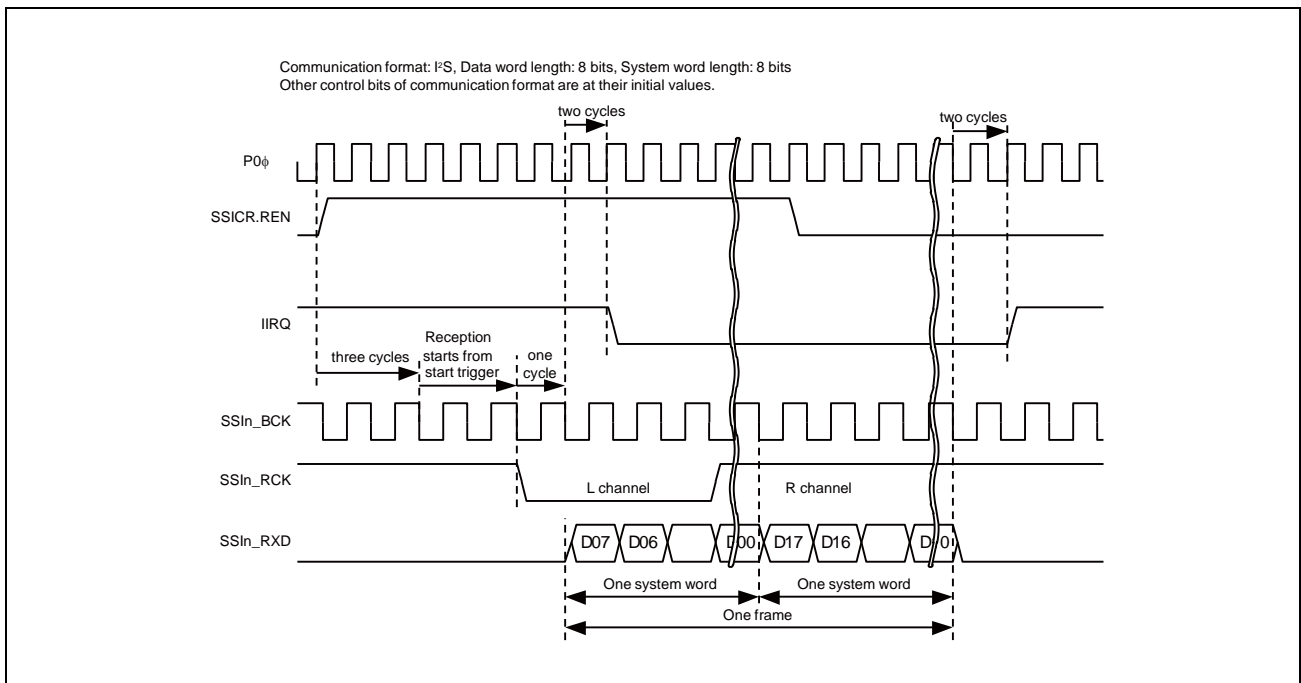 Communication format: I²S, Data word length: 8 bits, System word length: 8 bits
Other control bits of communication format are at their initial values.
two cycles
two cycles
P0ϕ
SSICR.REN
IIRQ
three cycles
Reception
starts from
start trigger
one
cycle
SSIn_BCK
SSIn_RCK
L channel
R channel
SSIn_RXD
D07
D06
D00
D17
D16
One system word
One system word
One frame